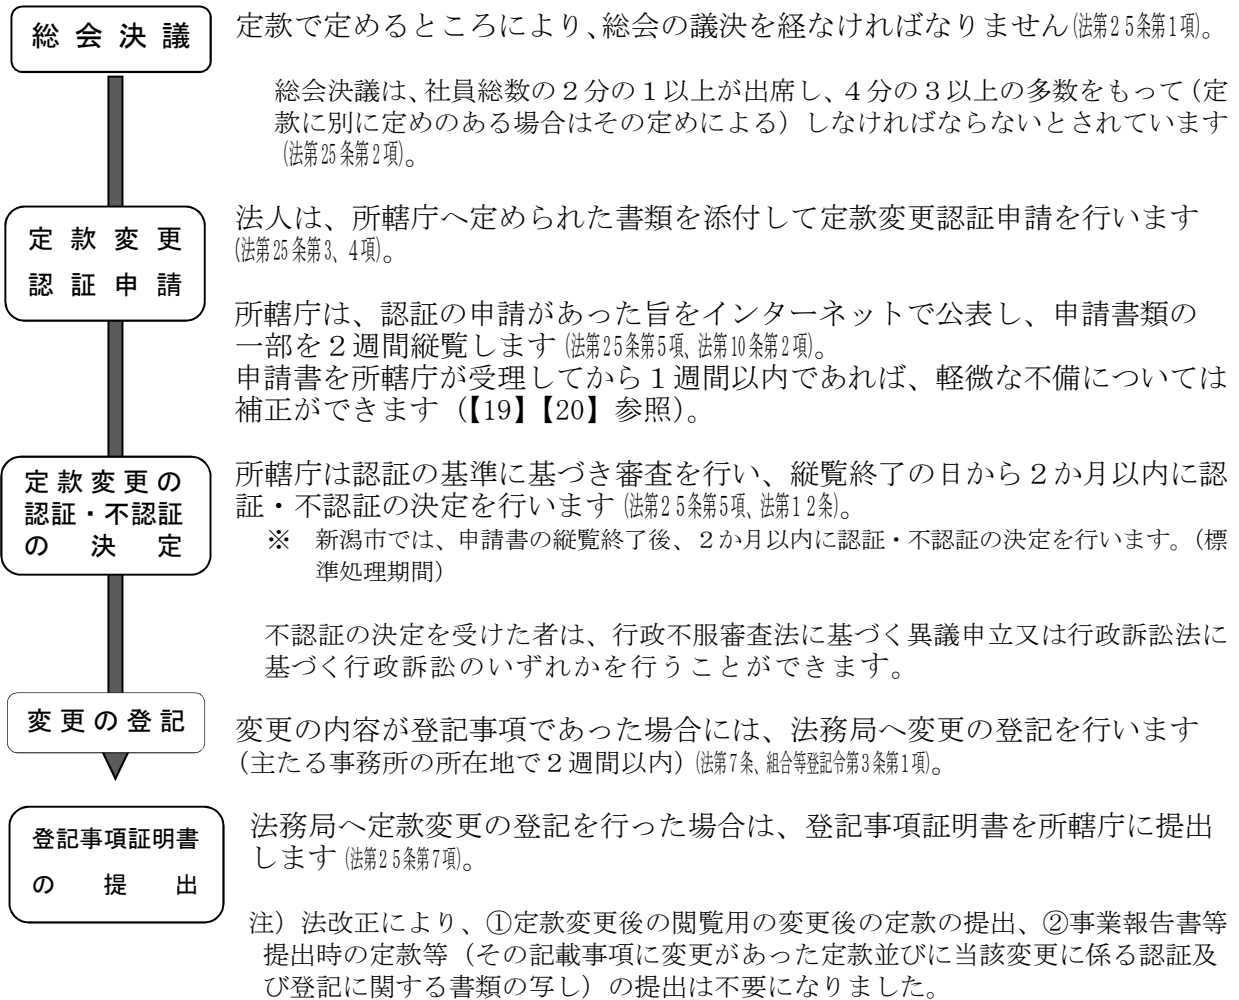 総会決議
定款で定めるところにより、総会の議決を経なければなりません(法第25条第1項)。
総会決議は、社員総数の２分の１以上が出席し、４分の３以上の多数をもって（定
款に別に定めのある場合はその定めによる）しなければならないとされています
(法第25条第2項)。
定款変更
認証申請
法人は、所轄庁へ定められた書類を添付して定款変更認証申請を行います
(法第25条第3、4項)。
所轄庁は、認証の申請があった旨をインターネットで公表し、申請書類の
一部を２週間縦覧します(法第25条第5項、法第10条第2項)。
申請書を所轄庁が受理してから１週間以内であれば、軽微な不備については
補正ができます（【19】【20】参照）。
定款変更の
認証・不認証
の決定
所轄庁は認証の基準に基づき審査を行い、縦覧終了の日から２か月以内に認
証・不認証の決定を行います(法第25条第5項、法第12条)。
※　新潟市では、申請書の縦覧終了後、２か月以内に認証・不認証の決定を行います。（標
準処理期間）
不認証の決定を受けた者は、行政不服審査法に基づく異議申立又は行政訴訟法に
基づく行政訴訟のいずれかを行うことができます。
変更の登記
変更の内容が登記事項であった場合には、法務局へ変更の登記を行います
（主たる事務所の所在地で２週間以内）(法第7条、組合等登記令第3条第1項)。
登記事項証明書
の提出
法務局へ定款変更の登記を行った場合は、登記事項証明書を所轄庁に提出
します(法第25条第7項)。
注）法改正により、①定款変更後の閲覧用の変更後の定款の提出、②事業報告書等
提出時の定款等（その記載事項に変更があった定款並びに当該変更に係る認証及
び登記に関する書類の写し）の提出は不要になりました。